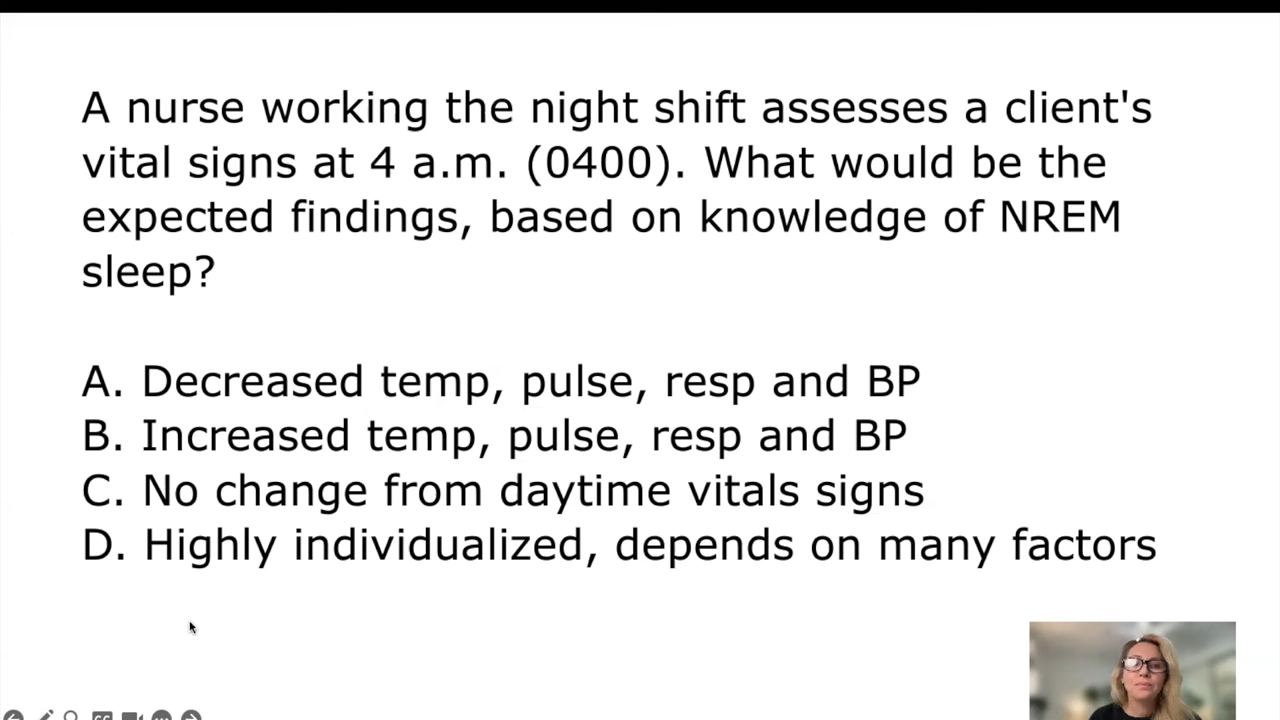 A nurse working the night shift assesses a client's
vital signs at 4 a.m. (0400). What would be the
expected findings, based on knowledge of NREM
sleep?
A. Decreased temp, pulse, resp and BP
B. Increased temp, pulse, resp and BP
C. No change from daytime vitals signs
D. Highly individualized, depends on many factors